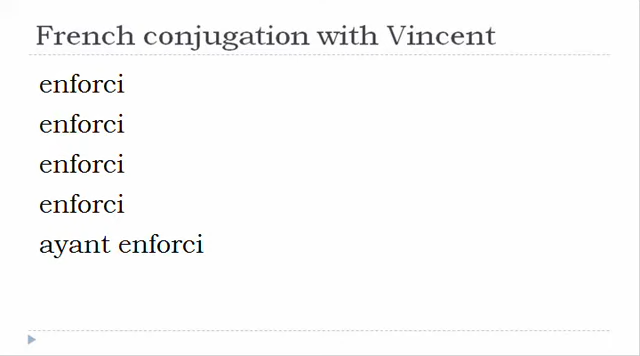 French conjugation with Vincent
enforci
enforci
enforci
enforci
ayant enforci